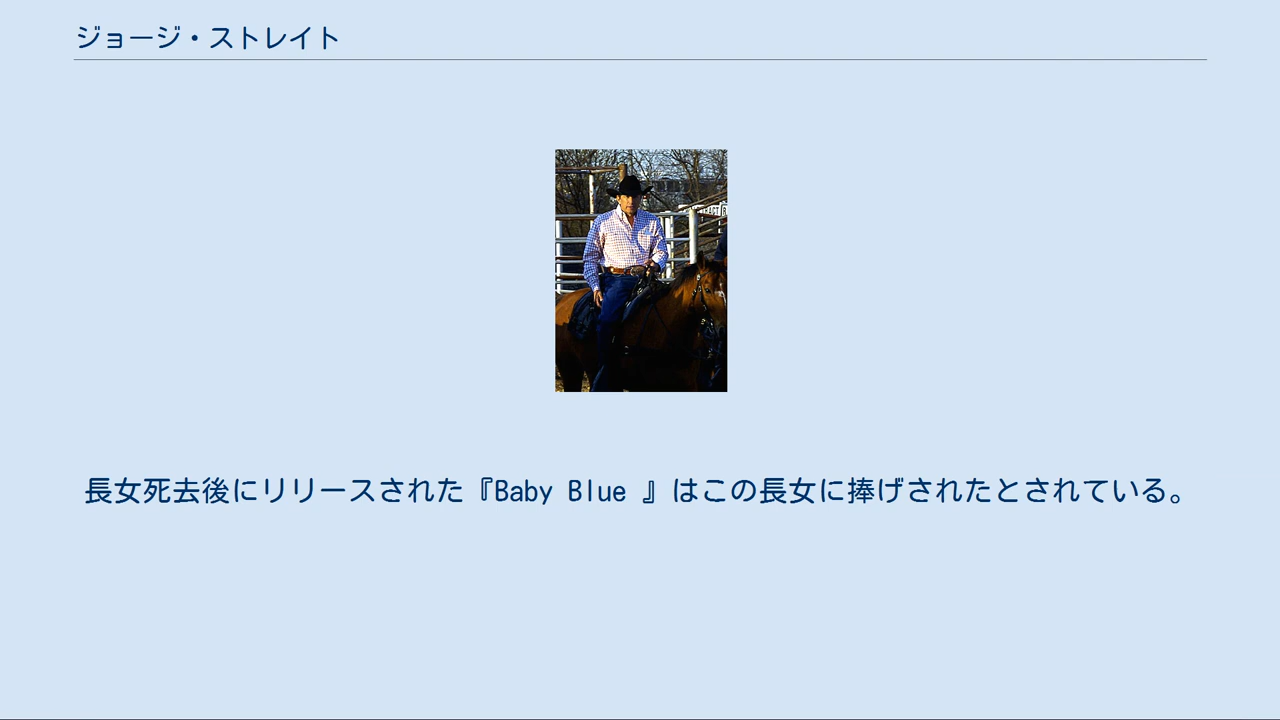 ジョージ・ストレイト
長女死去後にリリースされた『Baby Blue 』はこの長女に捧げされたとされている。